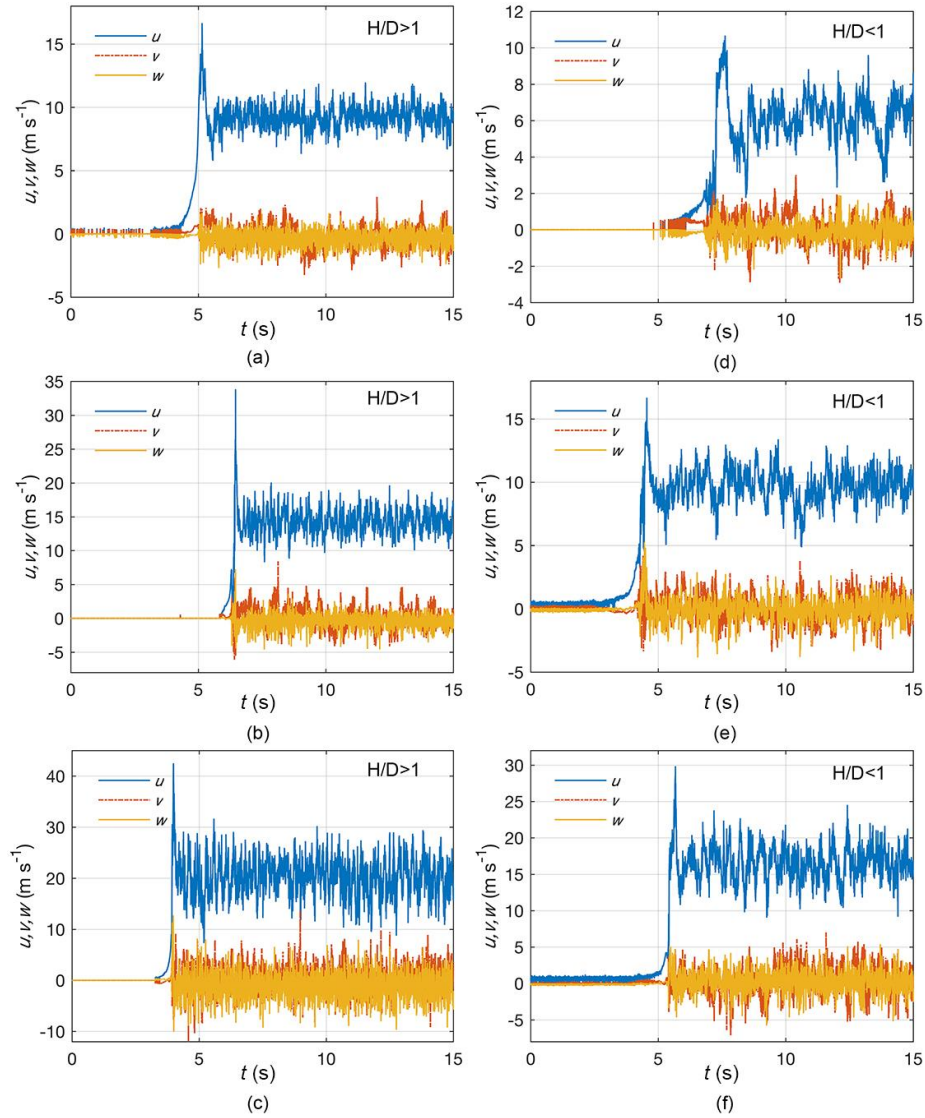 H/D>1
u
v
w
u,v,w (m s⁻¹)
15
10
5
0
-5
0
5
10
15
t (s)
(a)
H/D<1
u
v
w
u,v,w (m s⁻¹)
12
10
8
6
4
2
0
-2
-4
0
5
10
15
t (s)
(d)
H/D>1
u
v
w
u,v,w (m s⁻¹)
35
30
25
20
15
10
5
0
-5
0
5
10
15
t (s)
(b)
H/D<1
u
v
w
u,v,w (m s⁻¹)
15
10
5
0
-5
0
5
10
15
t (s)
(e)
H/D>1
u
v
w
u,v,w (m s⁻¹)
40
30
20
10
0
-10
0
5
10
15
t (s)
(c)
H/D<1
u
v
w
u,v,w (m s⁻¹)
30
25
20
15
10
5
0
-5
0
5
10
15
t (s)
(f)